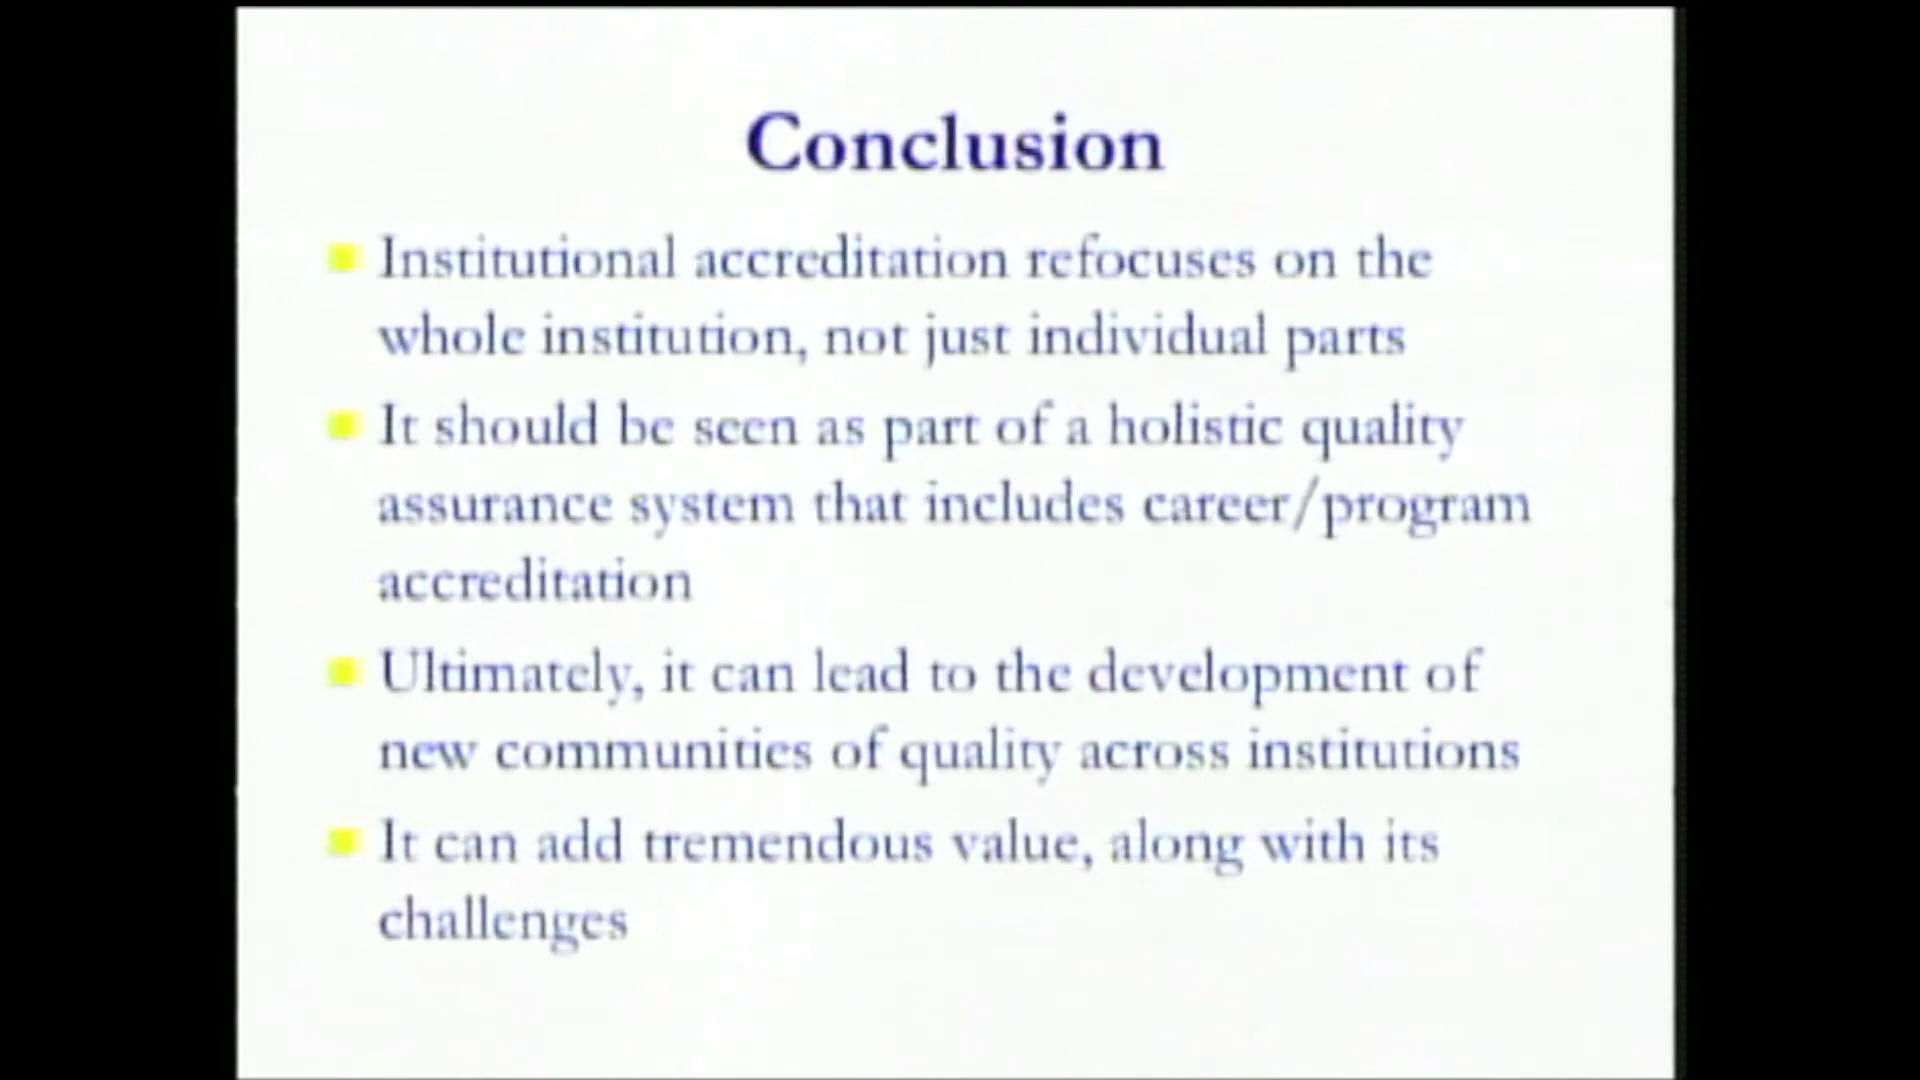 Conclusion
Institutional accreditation refocuses on the
whole institution, not just individual parts
It should be seen as part of a holistic quality
assurance system that includes career/program
accreditation
Ultimately, it can lead to the development of
new communities of quality across institutions
It can add tremendous value, along with its
challenges